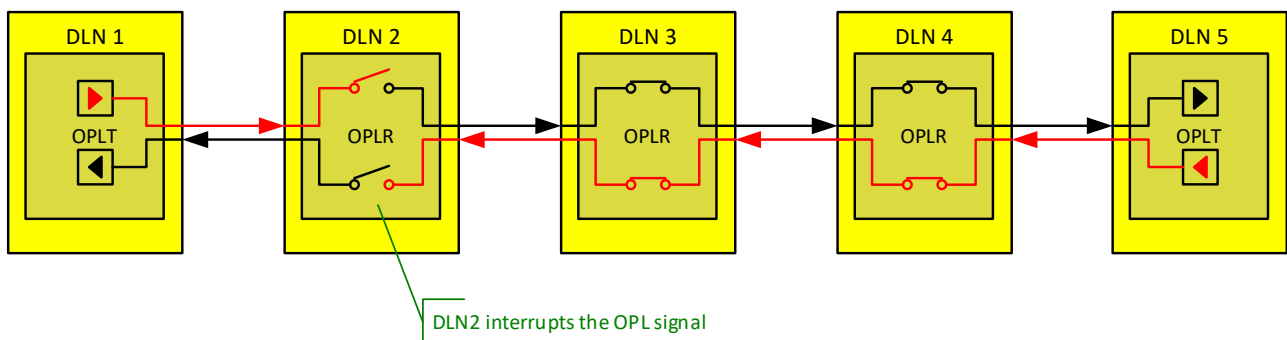 DLN 1
DLN 2
DLN 3
DLN 4
DLN 5
OPLT
OPLR
OPLR
OPLR
OPLT
DLN2 interrupts the OPL signal